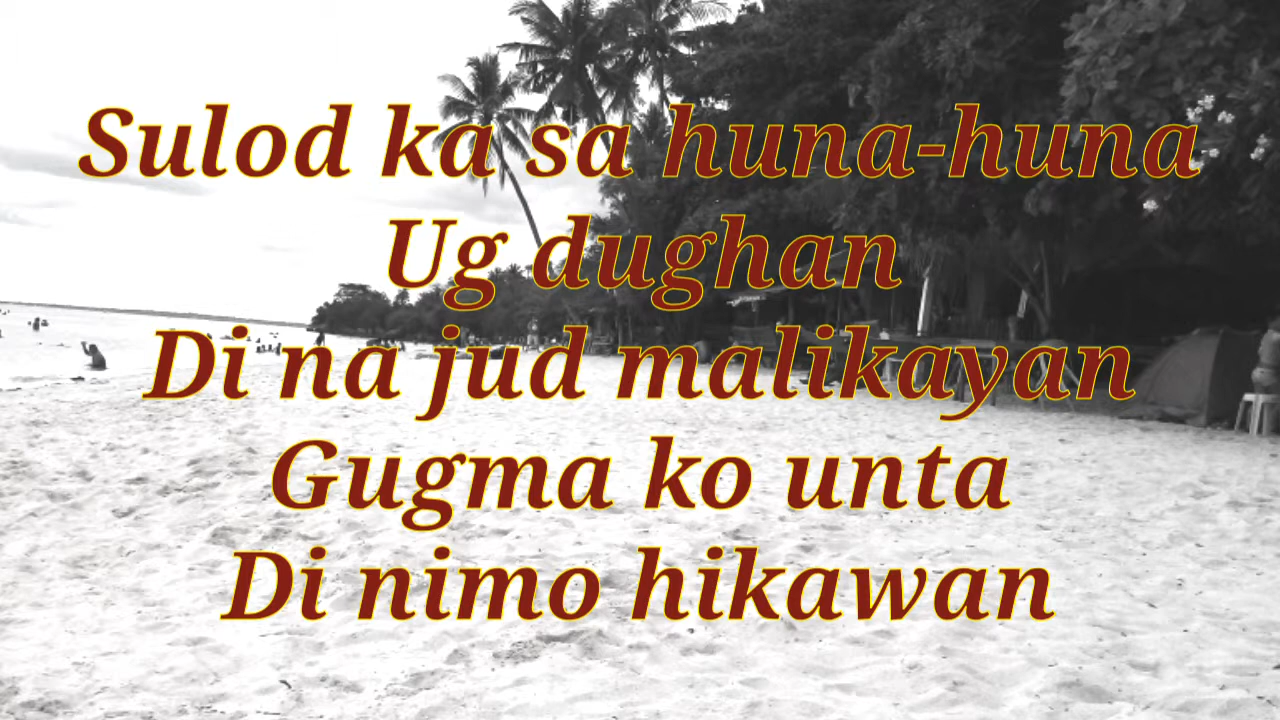 Sulod ka sa huna-huna
Ug dughan
Di na jud malikayan
Gugma ko unta
Di nimo hikawan